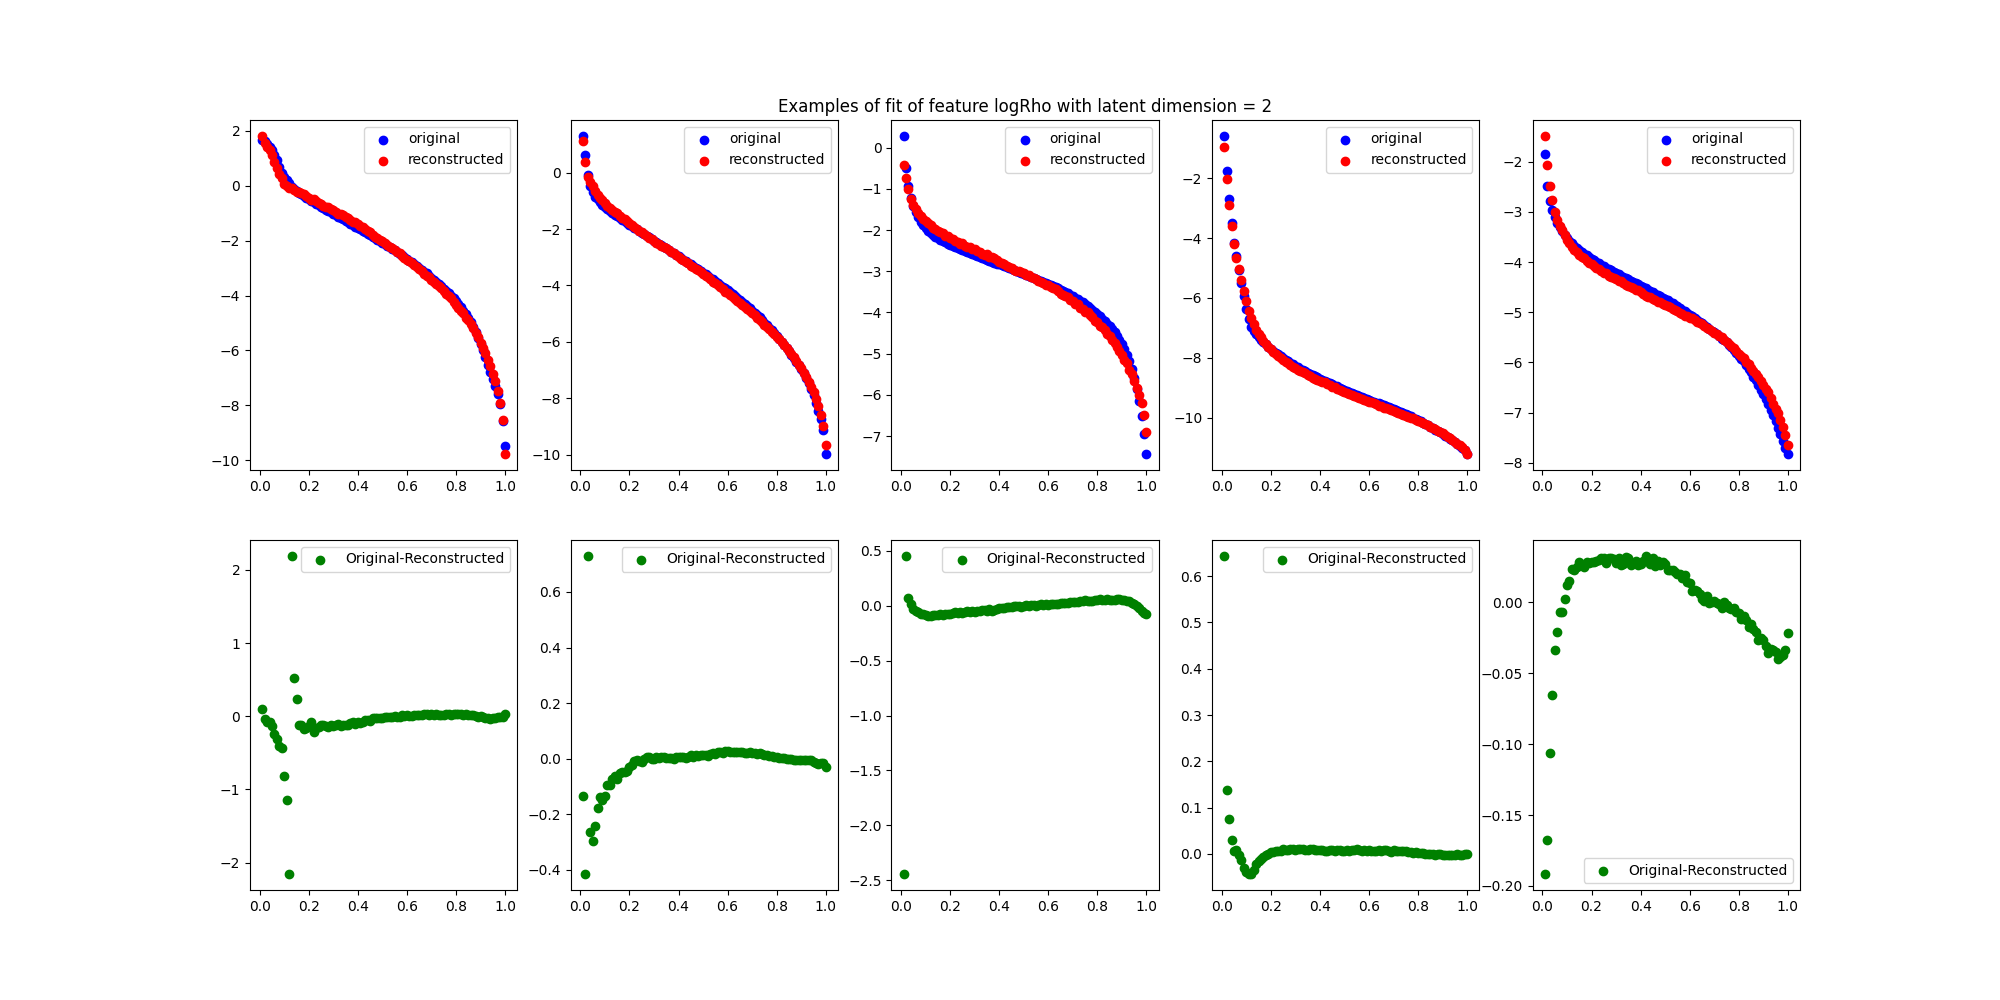 Examples of fit of feature logRho with latent dimension = 2
original
reconstructed
2
0
−2
−4
−6
−8
−10
0.0 0.2 0.4 0.6 0.8 1.0
original
reconstructed
0
−2
−4
−6
−8
−10
0.0 0.2 0.4 0.6 0.8 1.0
original
reconstructed
0
−1
−2
−3
−4
−5
−6
−7
0.0 0.2 0.4 0.6 0.8 1.0
original
reconstructed
−2
−4
−6
−8
−10
0.0 0.2 0.4 0.6 0.8 1.0
original
reconstructed
−2
−3
−4
−5
−6
−7
−8
0.0 0.2 0.4 0.6 0.8 1.0
Original-Reconstructed
2
1
0
−1
−2
0.0 0.2 0.4 0.6 0.8 1.0
Original-Reconstructed
0.6
0.4
0.2
0.0
−0.2
−0.4
0.0 0.2 0.4 0.6 0.8 1.0
Original-Reconstructed
0.5
0.0
−0.5
−1.0
−1.5
−2.0
−2.5
0.0 0.2 0.4 0.6 0.8 1.0
Original-Reconstructed
0.6
0.5
0.4
0.3
0.2
0.1
0.0
0.0 0.2 0.4 0.6 0.8 1.0
0.00
−0.05
−0.10
−0.15
−0.20
Original-Reconstructed
0.0 0.2 0.4 0.6 0.8 1.0